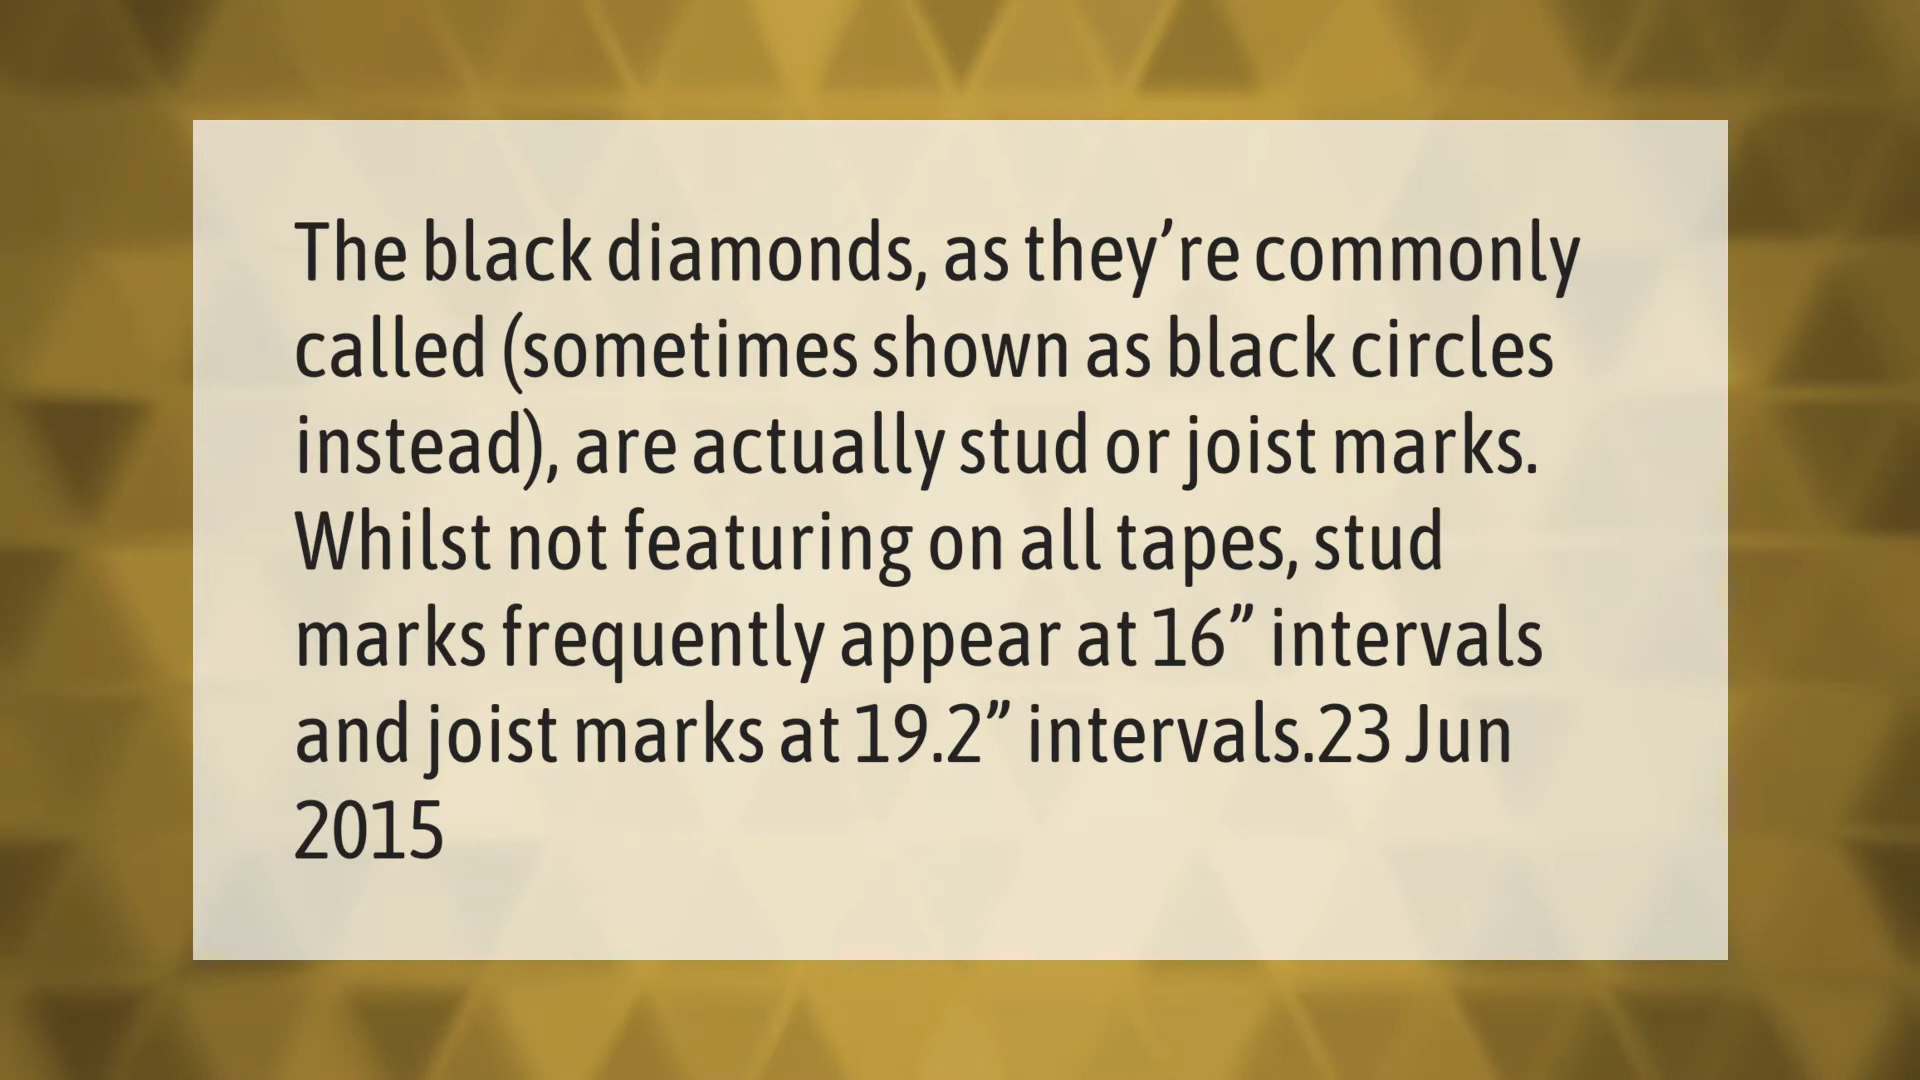 The black diamonds, as they’re commonly
called (sometimes shown as black circles
instead), are actually stud or joist marks.
Whilst not featuring on all tapes, stud
marks frequently appear at 16” intervals
and joist marks at 19.2” intervals.23 Jun
2015